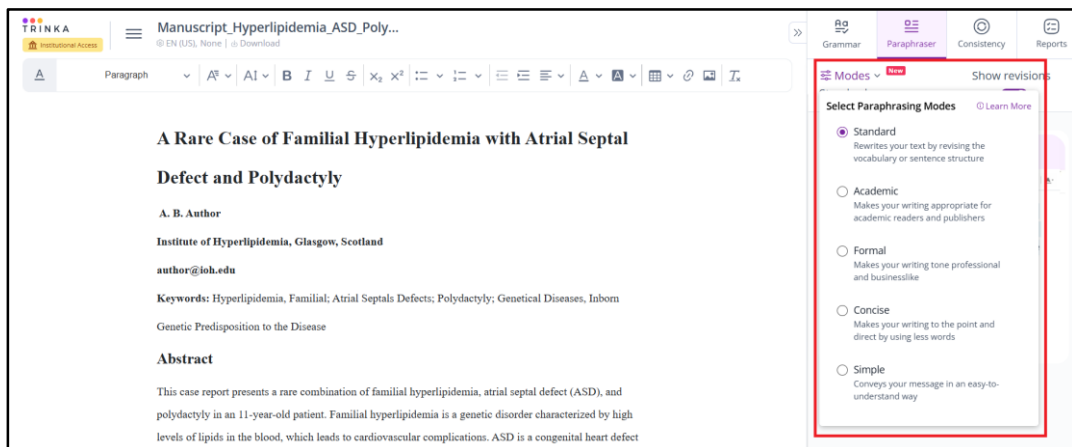 TRINKA
Institutional Access
Manuscript_Hyperlipidemia_ASD_Poly...
EN (US), None | Download
Grammar
Paraphraser
Consistency
Reports
Paragraph
Modes
New
Show revisions
Select Paraphrasing Modes
Learn More
Standard
Rewrites your text by revising the
vocabulary or sentence structure
Academic
Makes your writing appropriate for
academic readers and publishers
Formal
Makes your writing tone professional
and businesslike
Concise
Makes your writing to the point and
direct by using less words
Simple
Conveys your message in an easy-to-
understand way
A Rare Case of Familial Hyperlipidemia with Atrial Septal
Defect and Polydactyly
A. B. Author
Institute of Hyperlipidemia, Glasgow, Scotland
author@ioh.edu
Keywords: Hyperlipidemia, Familial; Atrial Septals Defects; Polydactyly; Genetical Diseases, Inborn
Genetic Predisposition to the Disease
Abstract
This case report presents a rare combination of familial hyperlipidemia, atrial septal defect (ASD), and
polydactyly in an 11-year-old patient. Familial hyperlipidemia is a genetic disorder characterized by high
levels of lipids in the blood, which leads to cardiovascular complications. ASD is a congenital heart defect